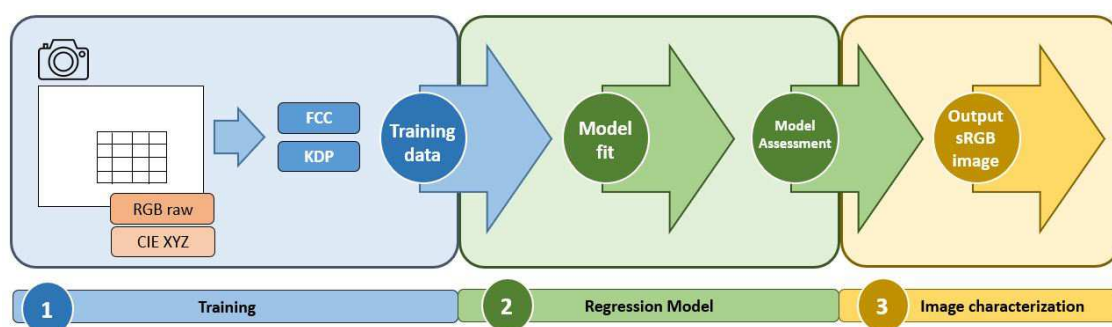 FCC
KDP
RGB raw
CIE XYZ
Training
data
Model
fit
Model
Assessment
Output
sRGB
image
1 Training
2 Regression Model
3 Image characterization